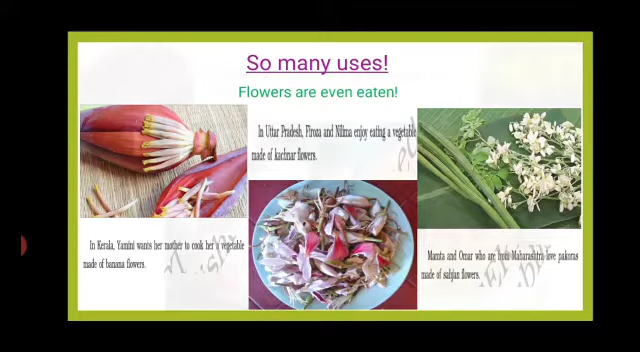 So many uses!
Flowers are even eaten!
In Uttar Pradesh, Firoza and Nilima enjoy eating a vegetable
made of kachnar flowers.
In Kerala, Yamini wants her mother to cook her a vegetable
made of banana flowers.
Mamta and Omar who are from Maharashtra love pakoras
made of sahjan flowers.